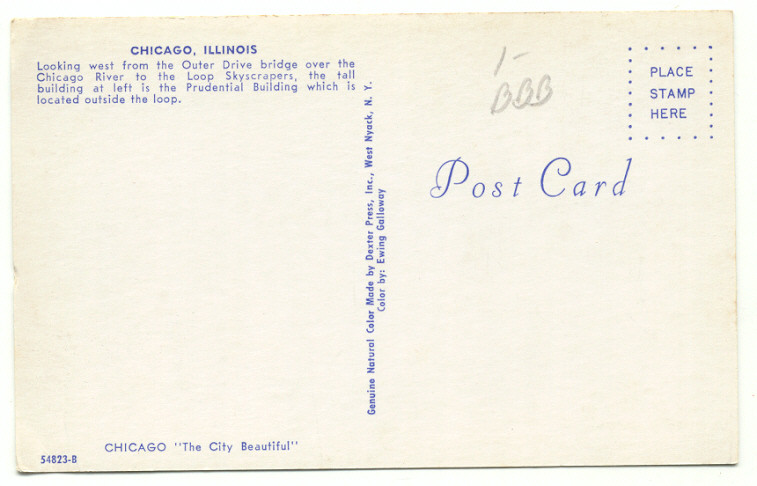 CHICAGO, ILLINOIS
Looking west from the Outer Drive bridge over the
Chicago River to the Loop Skyscrapers, the tall
building at left is the Prudential Building which is
located outside the loop.
Genuine Natural Color Made by Dexter Press, Inc., West Nyack, N. Y.
Color by: Ewing Galloway
1-
BBB
PLACE
STAMP
HERE
Post Card
CHICAGO "The City Beautiful"
54823-B